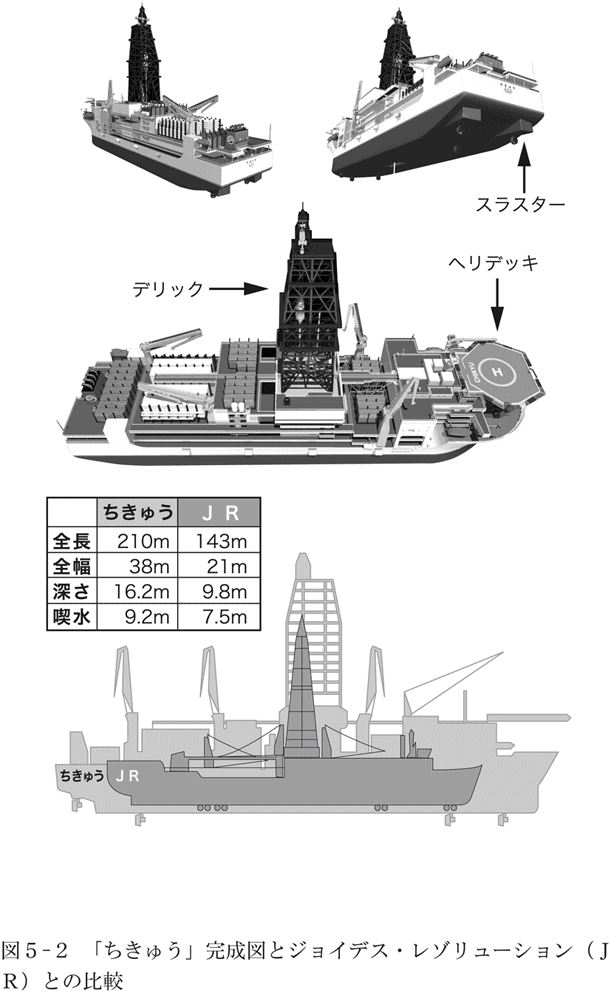 スラスター
ヘリデッキ
デリック
H
CHIKYU
ちきゅう ＪＲ
全長 210m 143m
全幅 38m 21m
深さ 16.2m 9.8m
喫水 9.2m 7.5m
ちきゅう ＪＲ
図５-２ 「ちきゅう」完成図とジョイデス・レゾリューション（Ｊ
Ｒ）との比較